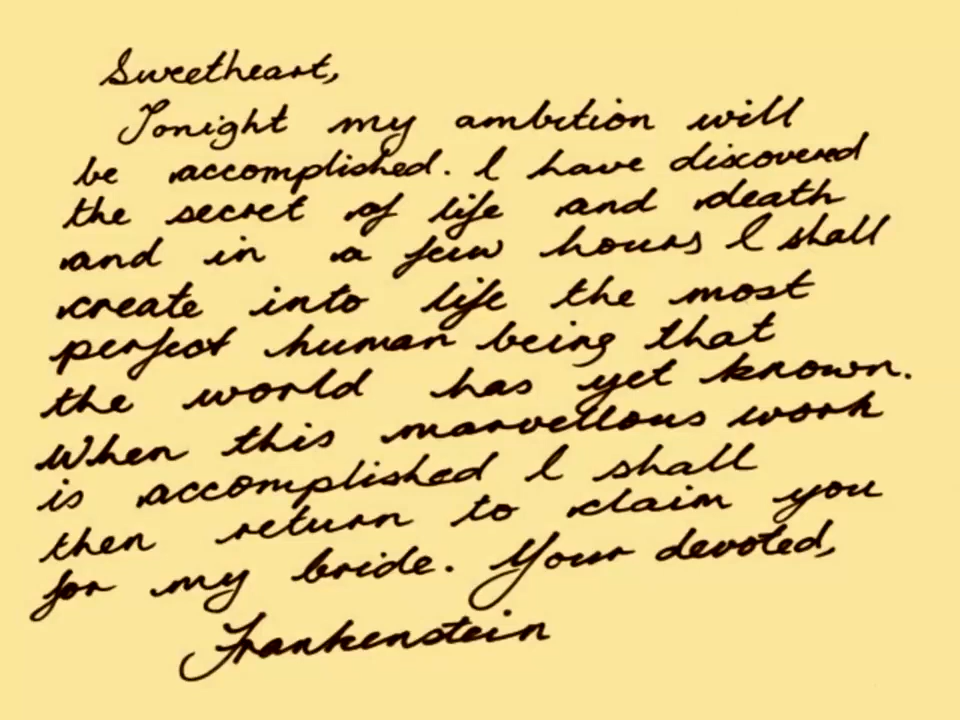 Sweetheart,
Tonight my ambition will
be accomplished. I have discovered
the secret of life and death
and in a few hours I shall
create into life the most
perfect human being that
the world has yet known.
When this marvellous work
is accomplished I shall
then return to claim you
for my bride. Your devoted,
Frankenstein